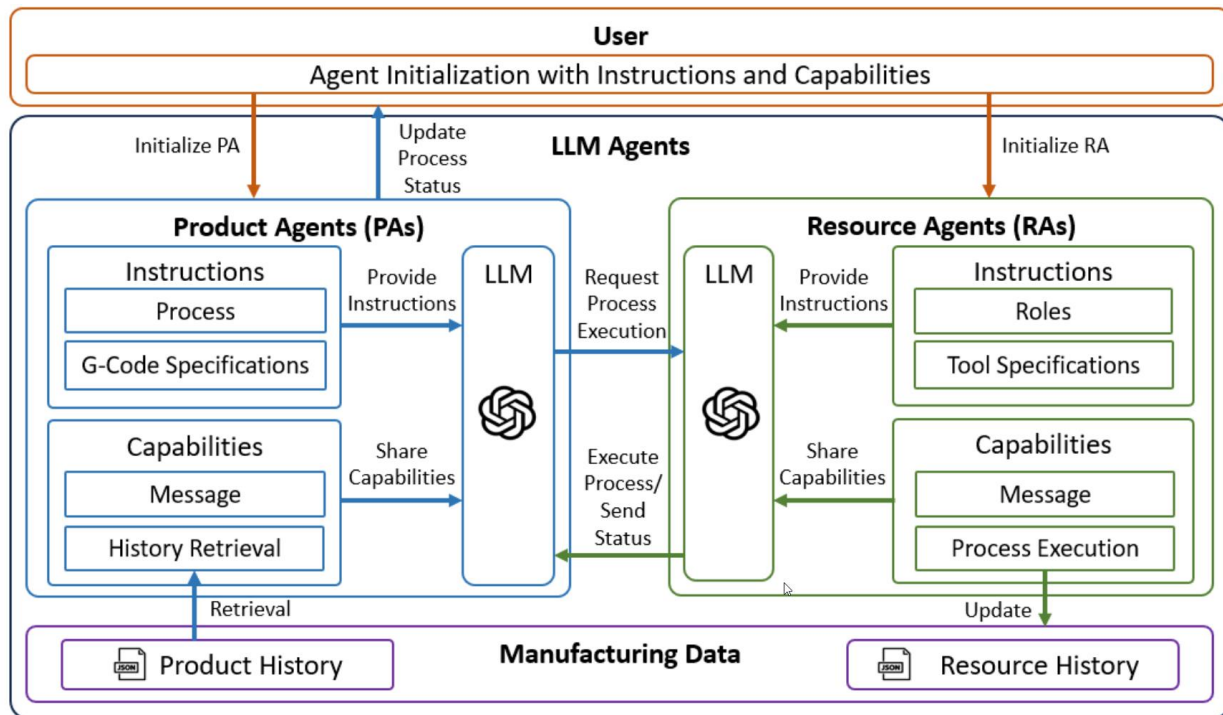 User
Agent Initialization with Instructions and Capabilities
Initialize PA
Update
Process
Status
LLM Agents
Initialize RA
Product Agents (PAs)
Instructions
Process
G-Code Specifications
Provide
Instructions
LLM
Capabilities
Message
History Retrieval
Share
Capabilities
Request
Process
Execution
Execute
Process/
Send
Status
Resource Agents (RAs)
LLM
Provide
Instructions
Instructions
Roles
Tool Specifications
Share
Capabilities
Capabilities
Message
Process Execution
Retrieval
Update
JSON
Product History
Manufacturing Data
JSON
Resource History